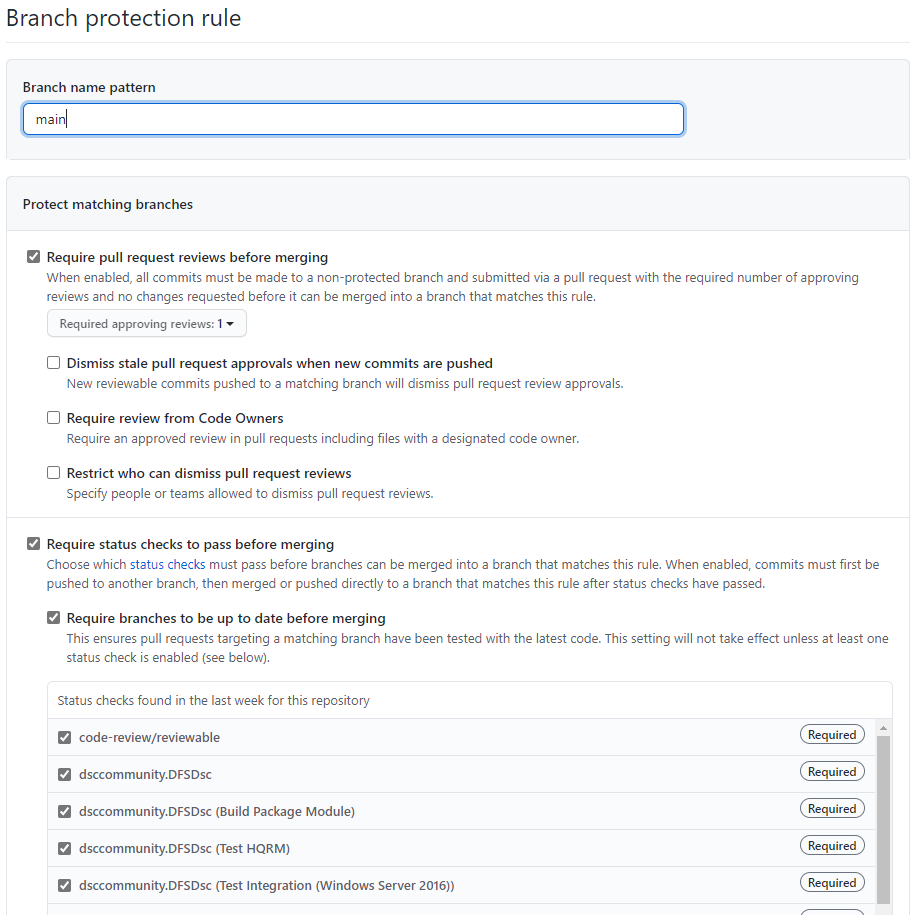 Branch protection rule
Branch name pattern
main
Protect matching branches
Require pull request reviews before merging
When enabled, all commits must be made to a non-protected branch and submitted via a pull request with the required number of approving
reviews and no changes requested before it can be merged into a branch that matches this rule.
Required approving reviews: 1
Dismiss stale pull request approvals when new commits are pushed
New reviewable commits pushed to a matching branch will dismiss pull request review approvals.
Require review from Code Owners
Require an approved review in pull requests including files with a designated code owner.
Restrict who can dismiss pull request reviews
Specify people or teams allowed to dismiss pull request reviews.
Require status checks to pass before merging
Choose which status checks must pass before branches can be merged into a branch that matches this rule. When enabled, commits must first be
pushed to another branch, then merged or pushed directly to a branch that matches this rule after status checks have passed.
Require branches to be up to date before merging
This ensures pull requests targeting a matching branch have been tested with the latest code. This setting will not take effect unless at least one
status check is enabled (see below).
Status checks found in the last week for this repository
code-review/reviewable Required
dsccommunity.DFSDsc Required
dsccommunity.DFSDsc (Build Package Module) Required
dsccommunity.DFSDsc (Test HQRM) Required
dsccommunity.DFSDsc (Test Integration (Windows Server 2016)) Required